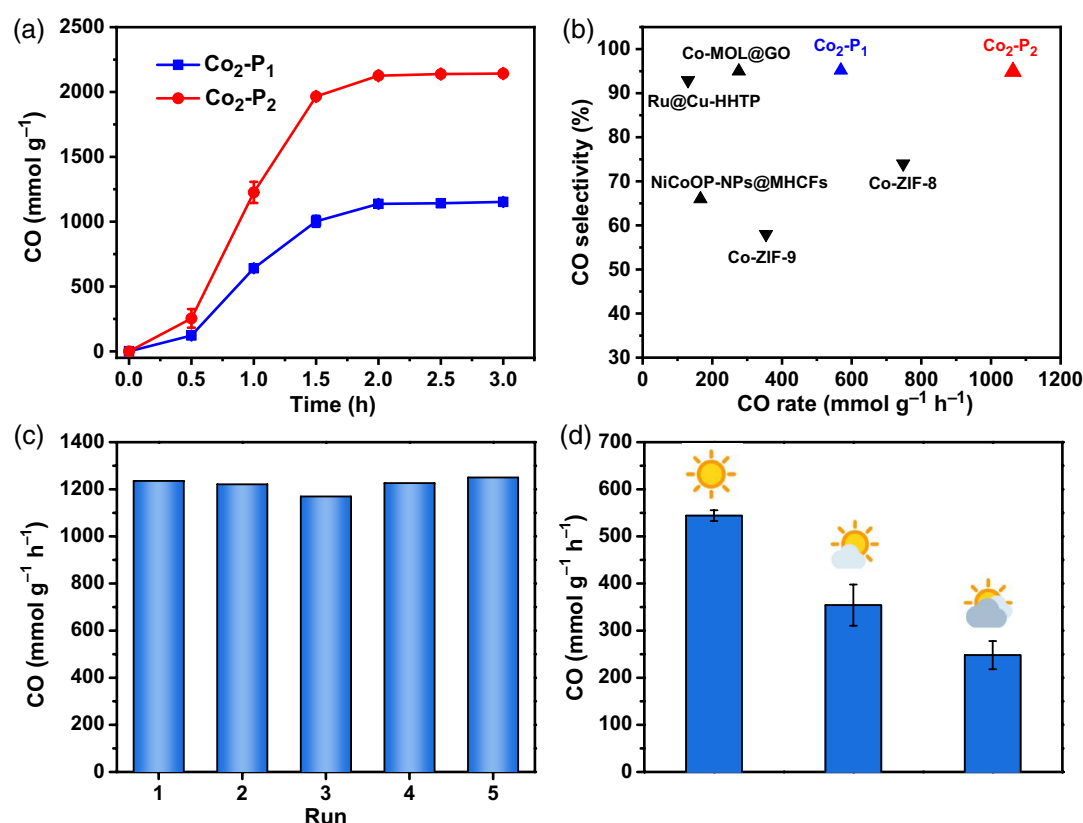 (a)
CO (mmol g⁻¹)
2500
2000
1500
1000
500
0
Co₂-P₁
Co₂-P₂
0.0 0.5 1.0 1.5 2.0 2.5 3.0
Time (h)
(b)
CO selectivity (%)
100
90
80
70
60
50
40
30
Co-MOL@GO
Co₂-P₁
Co₂-P₂
Ru@Cu-HHTP
NiCoOP-NPs@MHCFs
Co-ZIF-8
Co-ZIF-9
0 200 400 600 800 1000 1200
CO rate (mmol g⁻¹ h⁻¹)
(c)
CO (mmol g⁻¹ h⁻¹)
1400
1200
1000
800
600
400
200
0
1 2 3 4 5
Run
(d)
CO (mmol g⁻¹ h⁻¹)
700
600
500
400
300
200
100
0